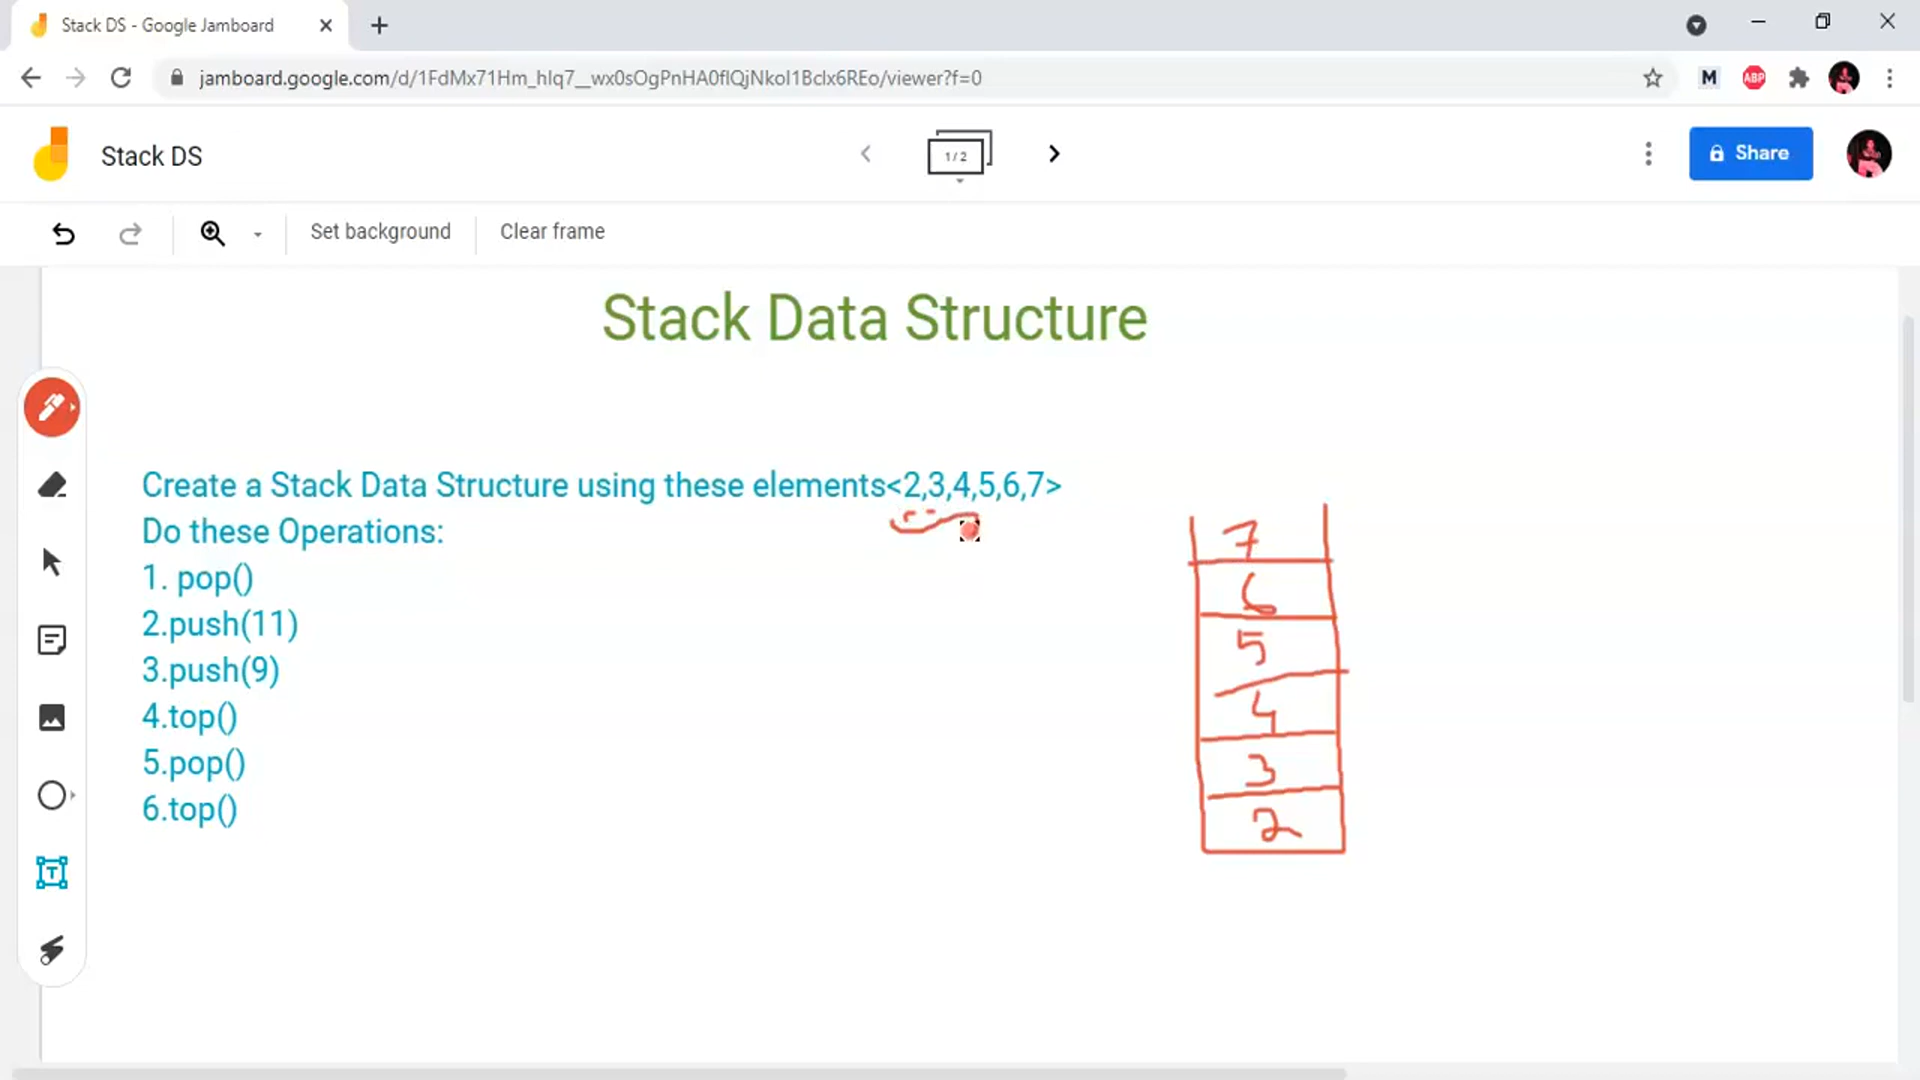 Stack DS - Google Jamboard
jamboard.google.com/d/1FdMx71Hm_hIq7__wx0sOgPnHA0flQjNkoI1BcIx6REo/viewer?f=0
M
ABP
Stack DS
1 / 2
Share
Set background
Clear frame
Stack Data Structure
Create a Stack Data Structure using these elements<2,3,4,5,6,7>
Do these Operations:
1. pop()
2.push(11)
3.push(9)
4.top()
5.pop()
6.top()
7
6
5
4
3
2